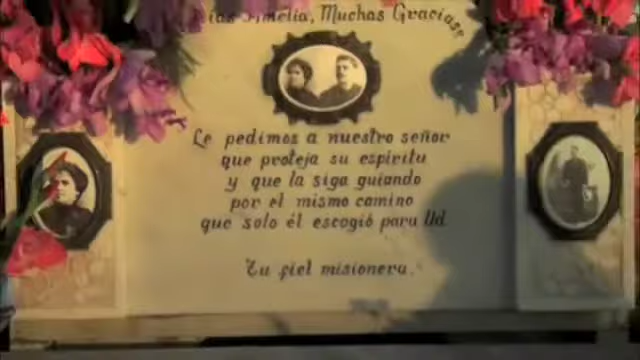 Amelia, Muchas Gracias
Le pedimos a nuestro señor
que proteja su espiritu
y que la siga guiando
por el mismo camino
que solo él escogió para Ud.
Tu fiel misionera.